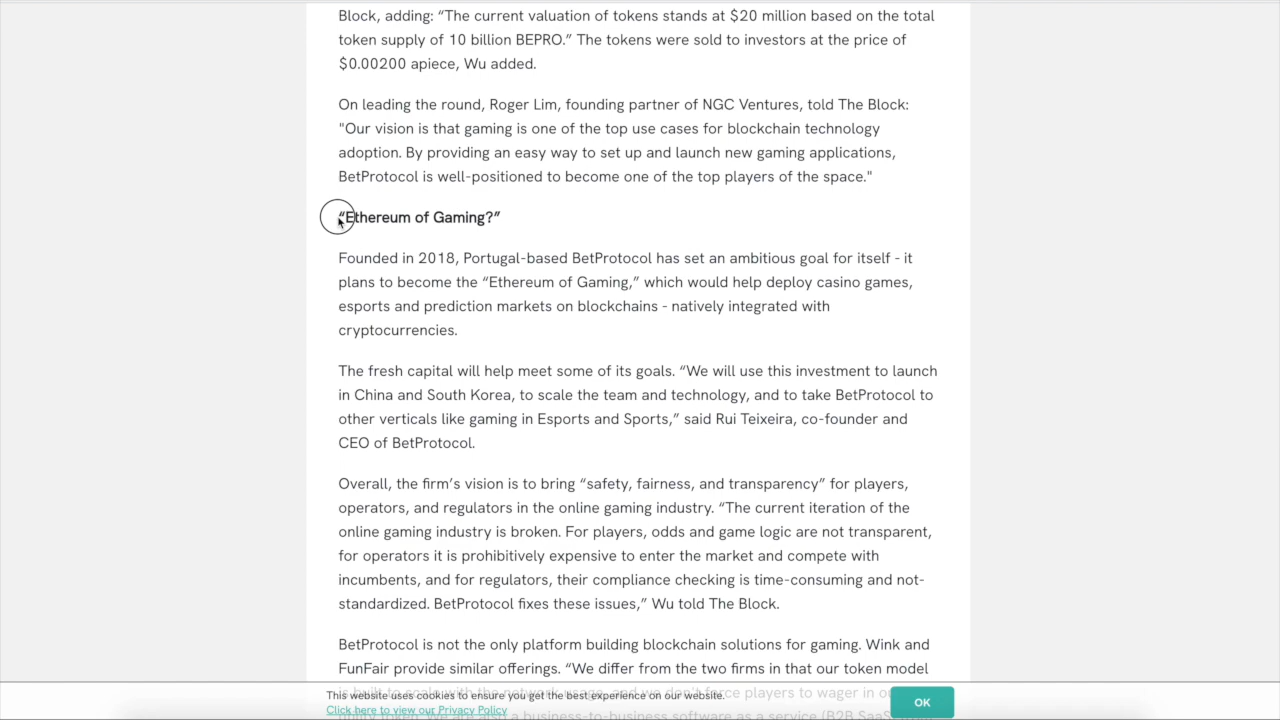 Block, adding: “The current valuation of tokens stands at $20 million based on the total
token supply of 10 billion BEPRO.” The tokens were sold to investors at the price of
$0.00200 apiece, Wu added.
On leading the round, Roger Lim, founding partner of NGC Ventures, told The Block:
"Our vision is that gaming is one of the top use cases for blockchain technology
adoption. By providing an easy way to set up and launch new gaming applications,
BetProtocol is well-positioned to become one of the top players of the space."
“Ethereum of Gaming?”
Founded in 2018, Portugal-based BetProtocol has set an ambitious goal for itself - it
plans to become the “Ethereum of Gaming,” which would help deploy casino games,
esports and prediction markets on blockchains - natively integrated with
cryptocurrencies.
The fresh capital will help meet some of its goals. “We will use this investment to launch
in China and South Korea, to scale the team and technology, and to take BetProtocol to
other verticals like gaming in Esports and Sports,” said Rui Teixeira, co-founder and
CEO of BetProtocol.
Overall, the firm’s vision is to bring “safety, fairness, and transparency” for players,
operators, and regulators in the online gaming industry. “The current iteration of the
online gaming industry is broken. For players, odds and game logic are not transparent,
for operators it is prohibitively expensive to enter the market and compete with
incumbents, and for regulators, their compliance checking is time-consuming and not-
standardized. BetProtocol fixes these issues,” Wu told The Block.
BetProtocol is not the only platform building blockchain solutions for gaming. Wink and
FunFair provide similar offerings. “We differ from the two firms in that our token model
players to wager in
This website uses cookies to ensure you get the best experience on our website.
OK
Click here to view our Privacy Policy
a business-to-business software as a service (B2B SaaS